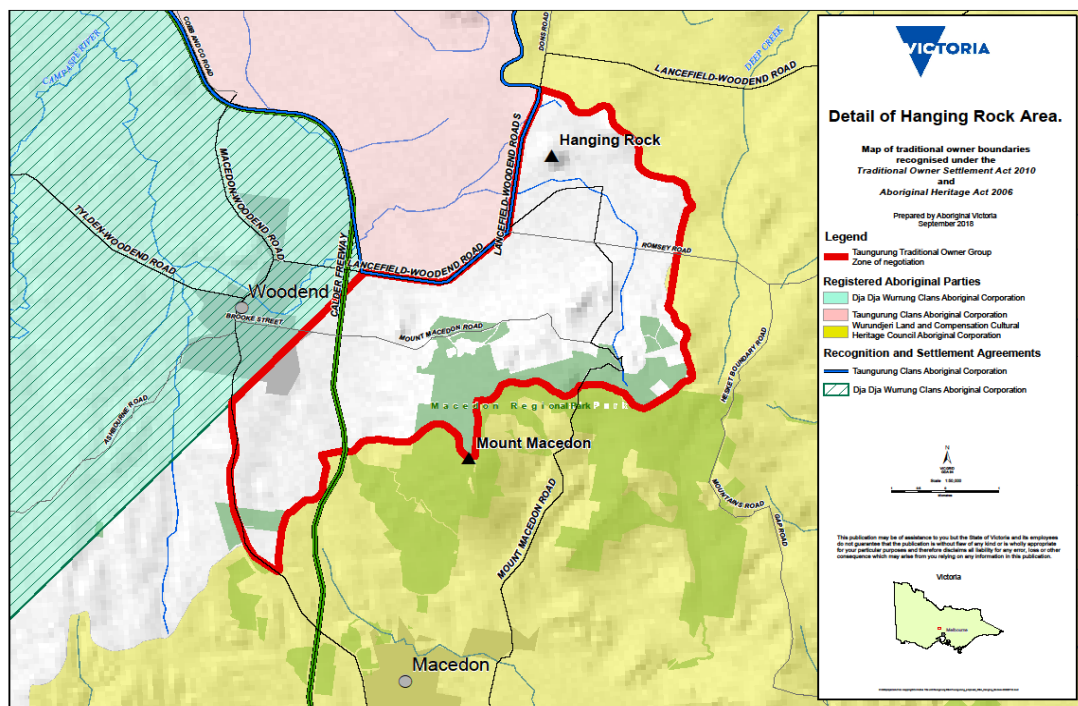 CAMPASPE RIVER
COBB AND CO ROAD
DONS ROAD
DEEP CREEK
LANCEFIELD-WOODEND ROAD
Hanging Rock
LANCEFIELD-WOODEND ROAD S
MACEDON-WOODEND ROAD
TYLDEN-WOODEND ROAD
CALDER FREEWAY
LANCEFIELD-WOODEND ROAD
ROMSEY ROAD
Woodend
BROOKE STREET
MOUNT MACEDON ROAD
HESKET BOUNDARY ROAD
ASHBOURNE ROAD
Macedon Regional Park Park
Mount Macedon
MOUNT MACEDON ROAD
MOUNTAINS ROAD
GAP ROAD
Macedon
VICTORIA
Detail of Hanging Rock Area.
Map of traditional owner boundaries
recognised under the
Traditional Owner Settlement Act 2010
and
Aboriginal Heritage Act 2006
Prepared by Aboriginal Victoria
September 2018
Legend
Taungurung Traditional Owner Group
Zone of negotiation
Registered Aboriginal Parties
Dja Dja Wurrung Clans Aboriginal Corporation
Taungurung Clans Aboriginal Corporation
Wurundjeri Land and Compensation Cultural
Heritage Council Aboriginal Corporation
Recognition and Settlement Agreements
Taungurung Clans Aboriginal Corporation
Dja Dja Wurrung Clans Aboriginal Corporation
N
This publication may be of assistance to you but the State of Victoria and its employees
do not guarantee that the publication is without flaw of any kind or is wholly appropriate
for your particular purposes and therefore disclaims all liability for any error, loss or other
consequence which may arise from you relying on any information in this publication.
Victoria
Melbourne